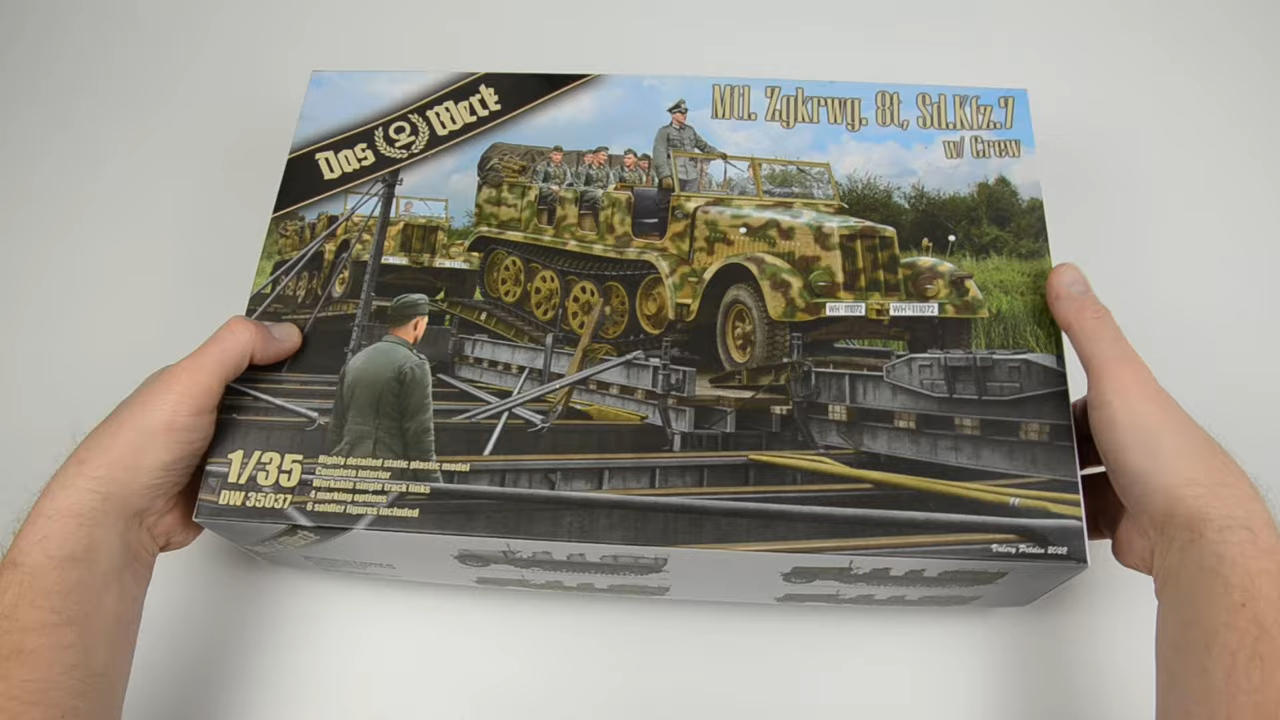 Das Werk
Mtl. Zgkrwg. 8t, Sd.Kfz.7
w/ Crew
WH-111072
WH-111072
1/35
DW 35037
Highly detailed static plastic model
Complete interior
· Workable single track links
· 4 marking options
· 6 soldier figures included
Valery Petelin 2022